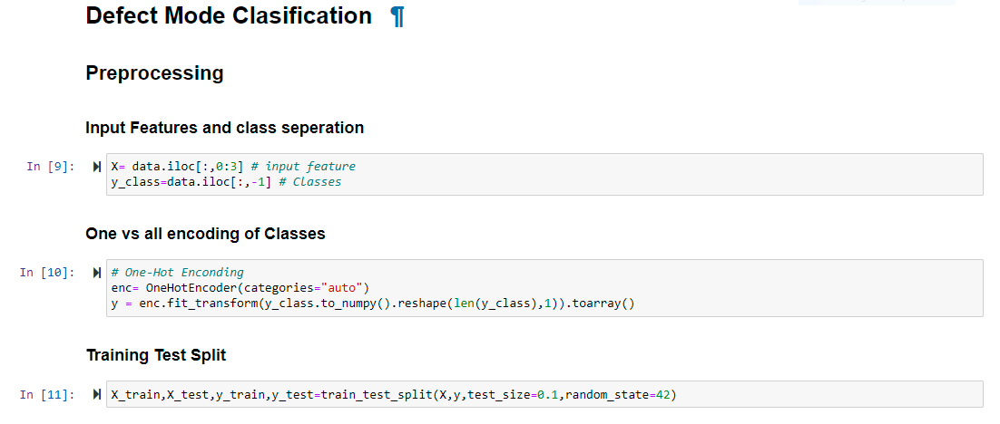 Defect Mode Clasification ¶
Preprocessing
Input Features and class seperation
In [9]:
X= data.iloc[:,0:3] # input feature
y_class=data.iloc[:,-1] # Classes
One vs all encoding of Classes
In [10]:
# One-Hot Enconding
enc= OneHotEncoder(categories="auto")
y = enc.fit_transform(y_class.to_numpy().reshape(len(y_class),1)).toarray()
Training Test Split
In [11]:
X_train,X_test,y_train,y_test=train_test_split(X,y,test_size=0.1,random_state=42)